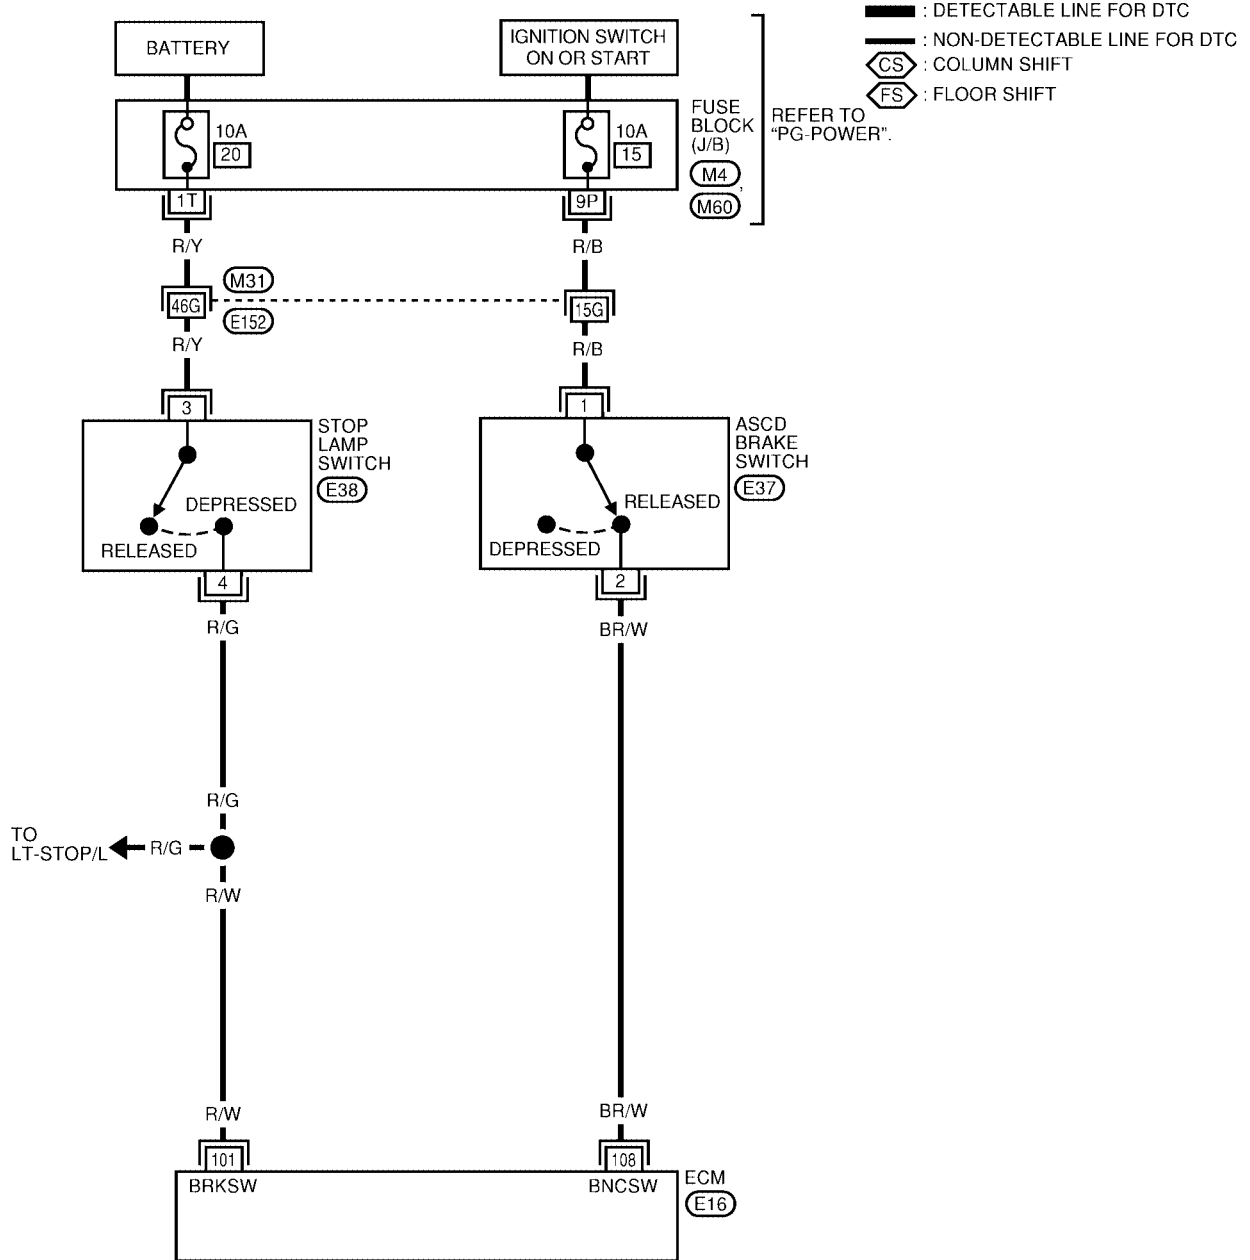 : DETECTABLE LINE FOR DTC
: NON-DETECTABLE LINE FOR DTC
CS : COLUMN SHIFT
FS : FLOOR SHIFT
BATTERY
IGNITION SWITCH
ON OR START
10A
20
10A
15
FUSE
BLOCK
(J/B)
M4 ,
M60
REFER TO
“PG-POWER”.
1T
9P
R/Y
R/B
M31
46G
15G
E152
R/Y
R/B
3
1
STOP
LAMP
SWITCH
E38
DEPRESSED
RELEASED
ASCD
BRAKE
SWITCH
E37
RELEASED
DEPRESSED
4
2
R/G
BR/W
R/G
TO
LT-STOP/L
R/G
R/W
R/W
BR/W
101
108
BRKSW
BNCSW
ECM
E16